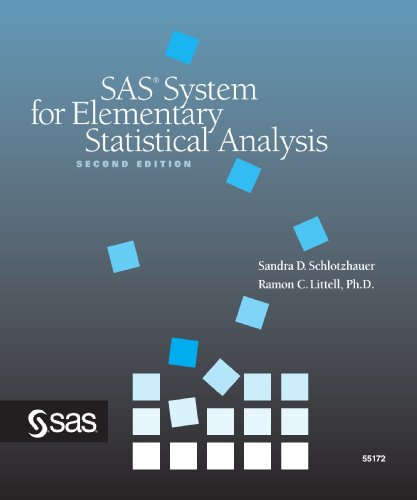 SAS® System
for Elementary
Statistical Analysis
SECOND EDITION
Sandra D. Schlotzhauer
Ramon C. Littell, Ph.D.
sas
55172